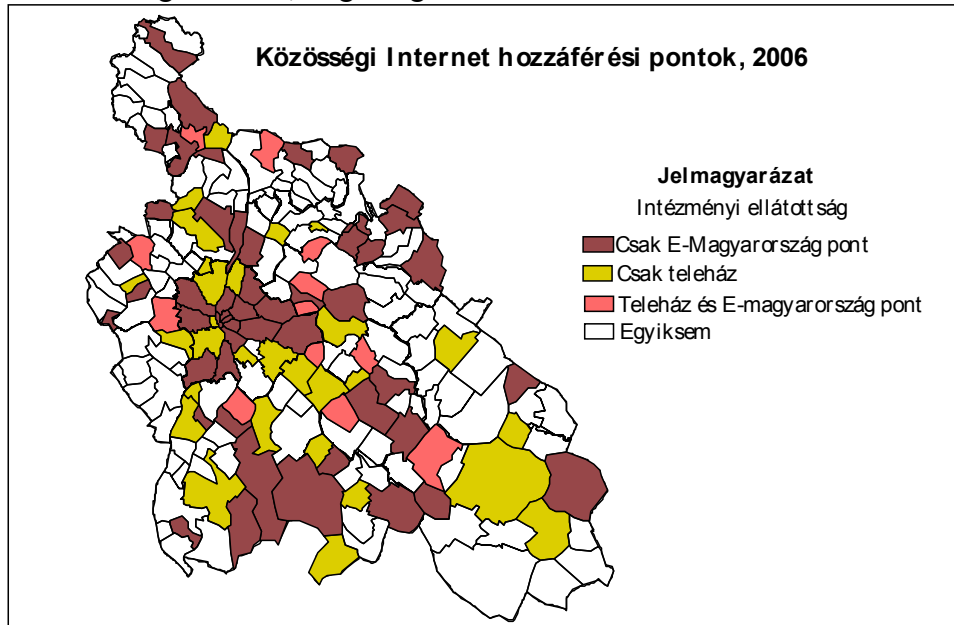 Közösségi Internet hozzáférési pontok, 2006
Jelmagyarázat
Intézményi ellátottság
Csak E-Magyarország pont
Csak teleház
Teleház és E-magyarország pont
Egyiksem